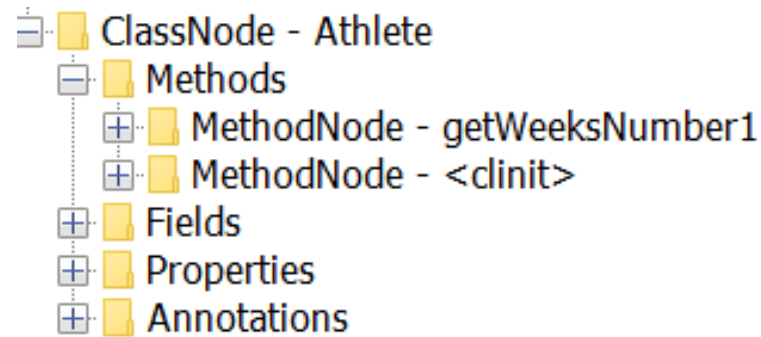 ClassNode - Athlete
Methods
MethodNode - getWeeksNumber1
MethodNode - <clinit>
Fields
Properties
Annotations